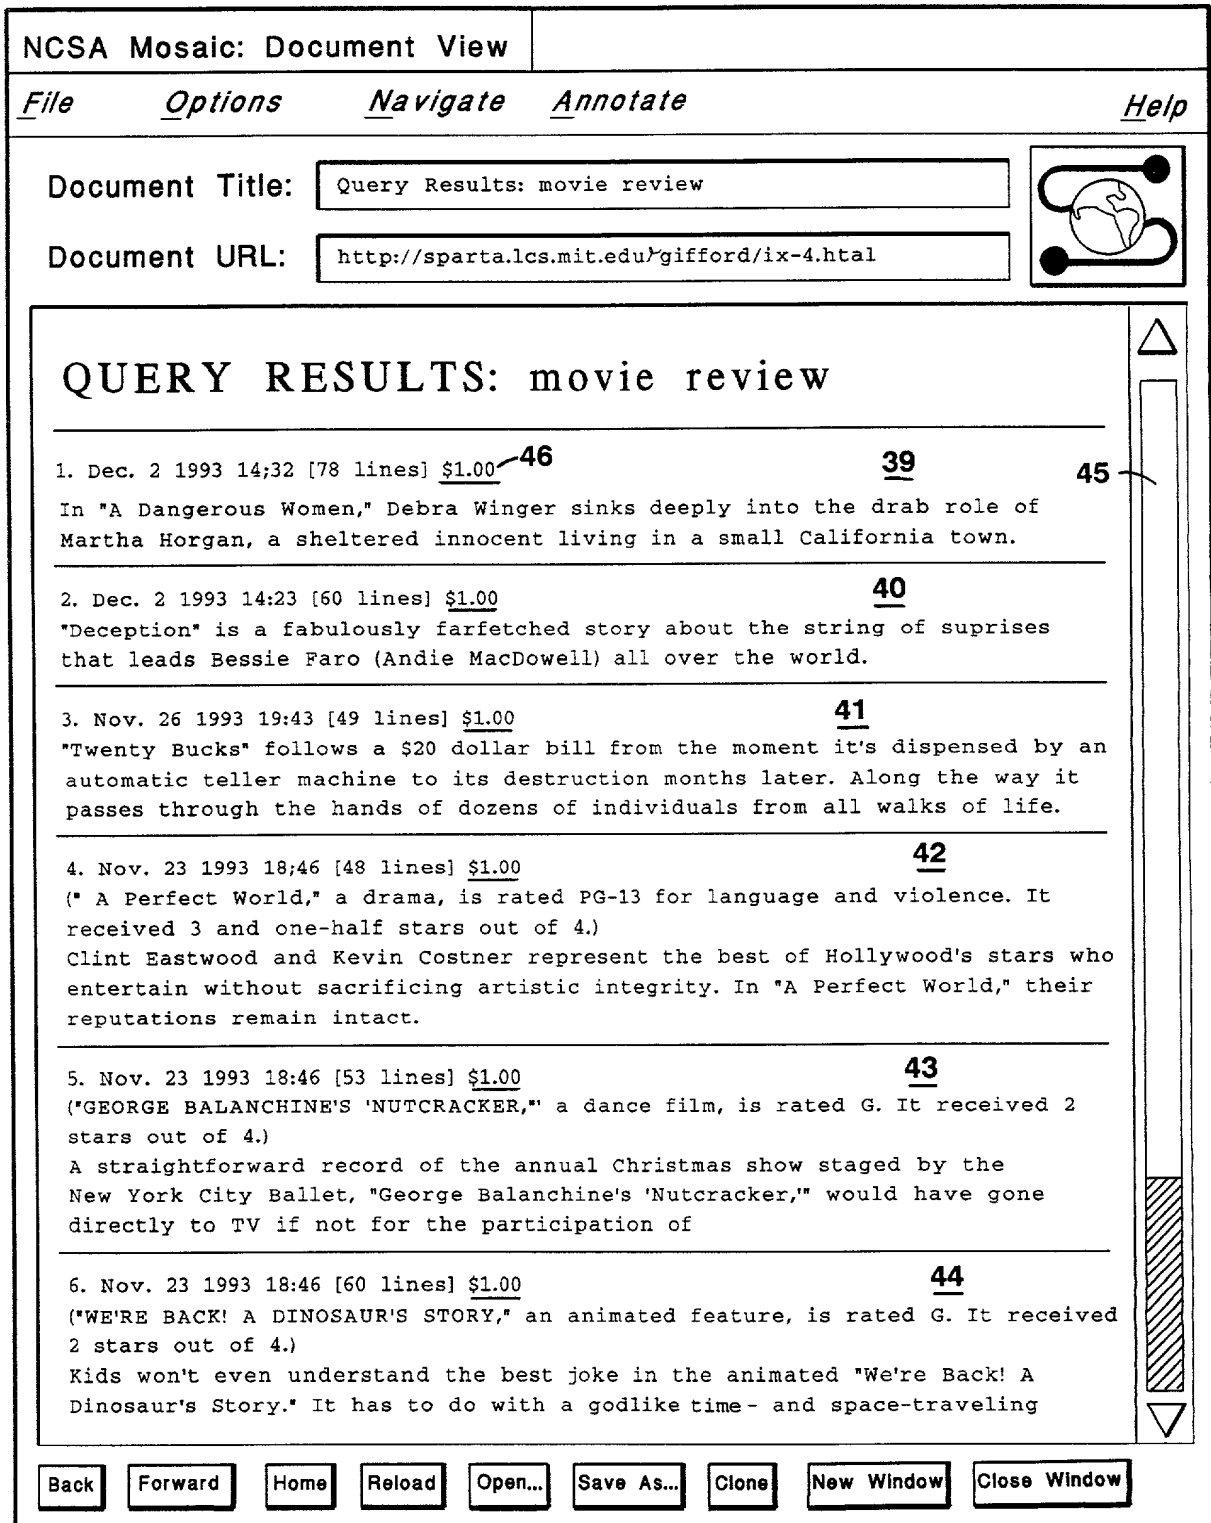 NCSA Mosaic: Document View
File Options Navigate Annotate Help
Document Title: Query Results: movie review
Document URL: http://sparta.lcs.mit.edu/~gifford/ix-4.htal
QUERY RESULTS: movie review
1. Dec. 2 1993 14;32 [78 lines] $1.00 46 39 45
In "A Dangerous Women," Debra Winger sinks deeply into the drab role of
Martha Horgan, a sheltered innocent living in a small California town.
2. Dec. 2 1993 14:23 [60 lines] $1.00 40
"Deception" is a fabulously farfetched story about the string of suprises
that leads Bessie Faro (Andie MacDowell) all over the world.
3. Nov. 26 1993 19:43 [49 lines] $1.00 41
"Twenty Bucks" follows a $20 dollar bill from the moment it's dispensed by an
automatic teller machine to its destruction months later. Along the way it
passes through the hands of dozens of individuals from all walks of life.
4. Nov. 23 1993 18;46 [48 lines] $1.00 42
(" A Perfect World," a drama, is rated PG-13 for language and violence. It
received 3 and one-half stars out of 4.)
Clint Eastwood and Kevin Costner represent the best of Hollywood's stars who
entertain without sacrificing artistic integrity. In "A Perfect World," their
reputations remain intact.
5. Nov. 23 1993 18:46 [53 lines] $1.00 43
("GEORGE BALANCHINE'S 'NUTCRACKER,"' a dance film, is rated G. It received 2
stars out of 4.)
A straightforward record of the annual Christmas show staged by the
New York City Ballet, "George Balanchine's 'Nutcracker,'" would have gone
directly to TV if not for the participation of
6. Nov. 23 1993 18:46 [60 lines] $1.00 44
("WE'RE BACK! A DINOSAUR'S STORY," an animated feature, is rated G. It received
2 stars out of 4.)
Kids won't even understand the best joke in the animated "We're Back! A
Dinosaur's Story." It has to do with a godlike time- and space-traveling
Back Forward Home Reload Open... Save As... Clone New Window Close Window